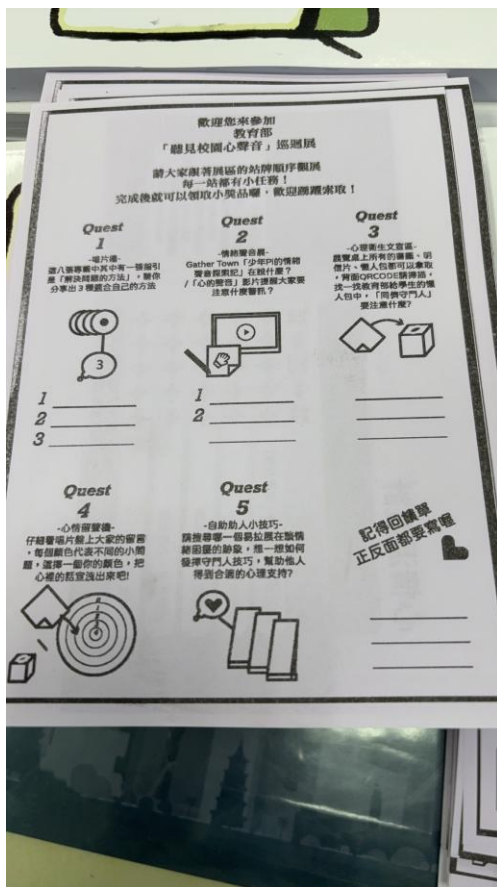 歡迎您來參加
教育部
「聽見校園心聲音」巡迴展
請大家跟著展區的站牌順序觀展
每一站都有小任務！
完成後就可以領取小獎品喔，歡迎踴躍來取！
Quest
1
-唱片牆-
這八張專輯中其中有一張指引
是「解決問題的方法」，請你
分享出3種適合自己的方法
3
1
2
3
Quest
2
-情緒聲音展-
Gather Town「少年PI的情緒
聲音探索記」在說什麼？
/「心的聲音」影片提醒大家要
注意什麼警訊？
1
2
Quest
3
-心理衛生文宣區-
展覽桌上所有的書籤、明
信片、懶人包都可以拿取
，背面QRCODE請掃描，
找一找教育部給學生的懶
人包中，「同儕守門人」
要注意什麼？
Quest
4
-心情留聲機-
仔細看唱片盤上大家的留言
，每個顏色代表不同的小問
題，選擇一個你的顏色，把
心裡的話宣洩出來吧!
Quest
5
-自助助人小技巧-
請搜尋哪一個易拉展在談情
緒困擾的跡象，想一想如何
發揮守門人技巧，幫助他人
得到合適的心理支持?
記得回饋單
正反面都要寫喔